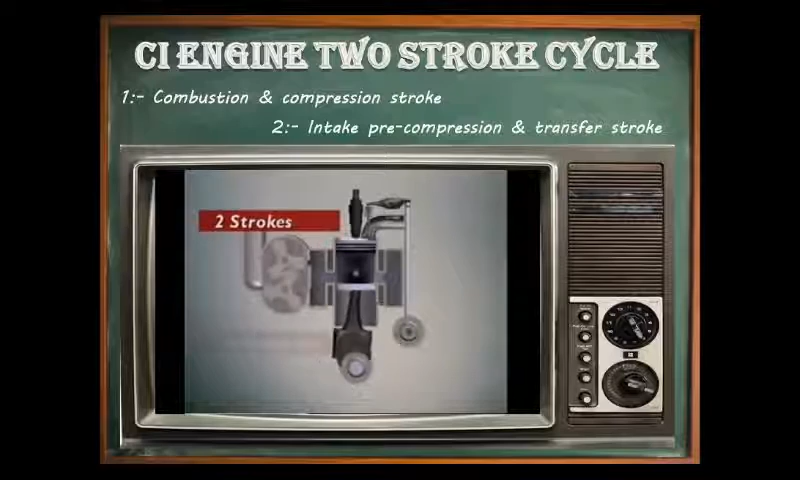 CI ENGINE TWO STROKE CYCLE
1:- Combustion & compression stroke
2:- Intake pre-compression & transfer stroke
2 Strokes